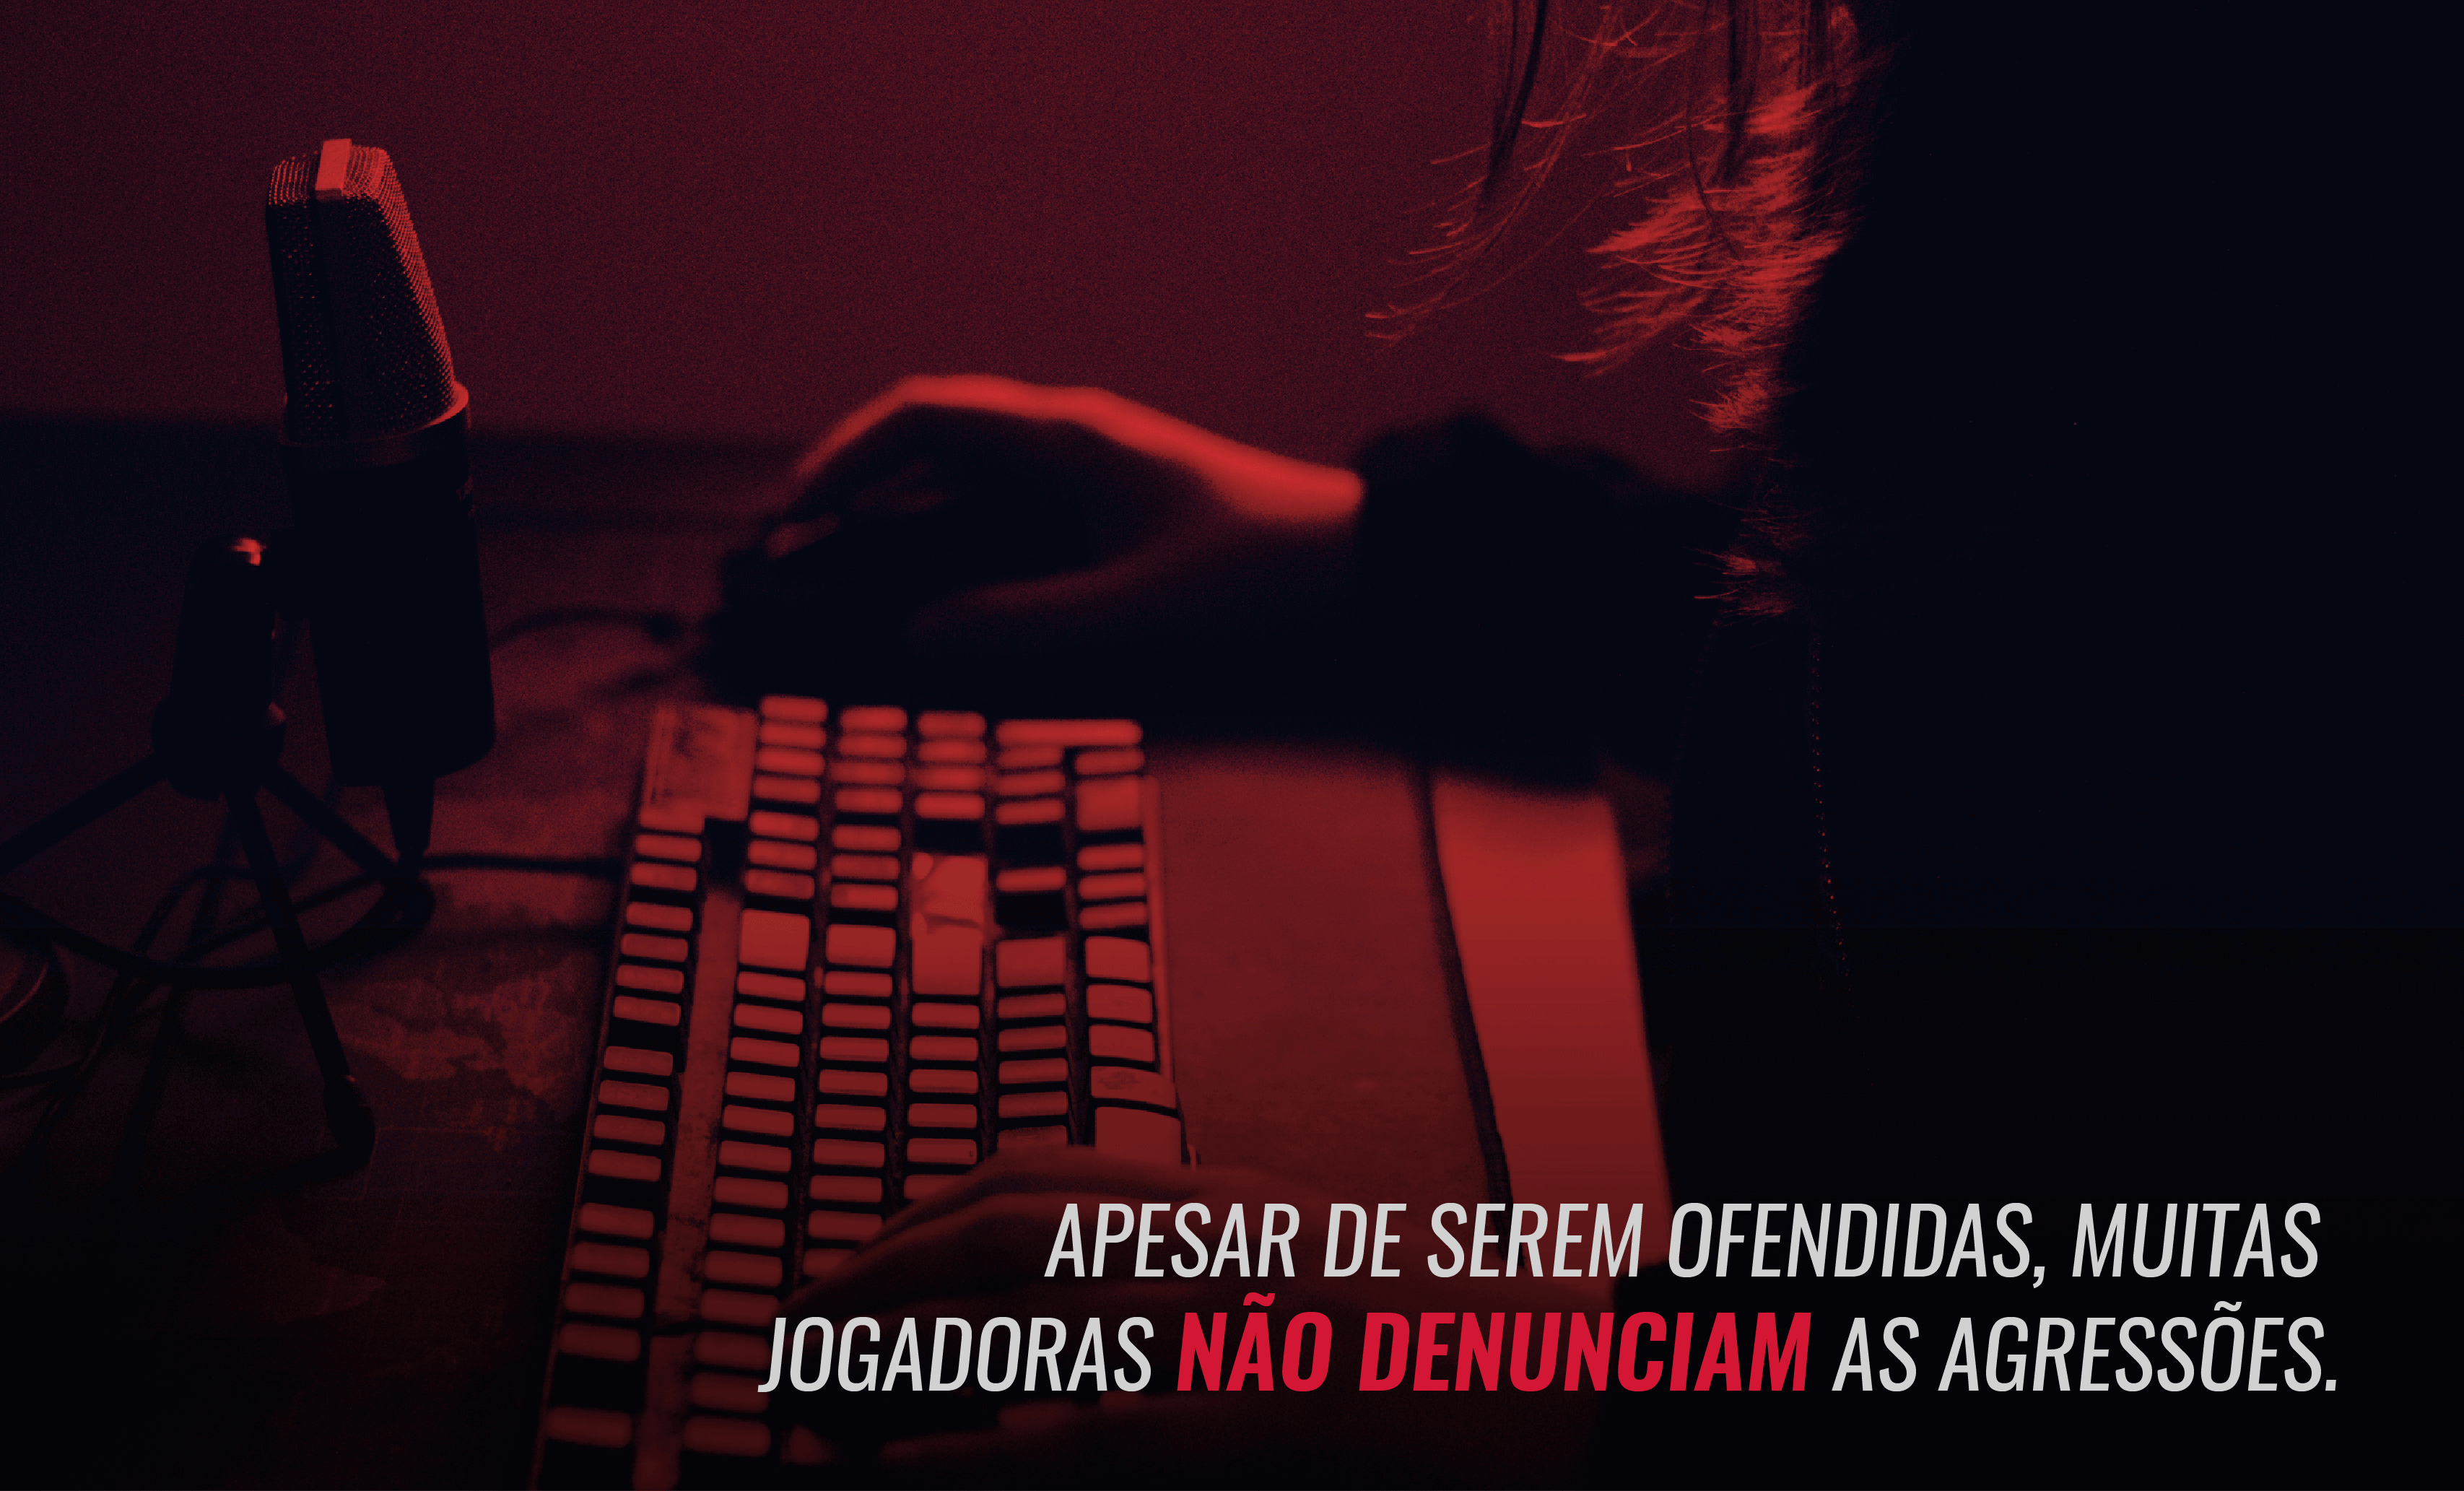 APESAR DE SEREM OFENDIDAS, MUITAS
JOGADORAS NÃO DENUNCIAM AS AGRESSÕES.